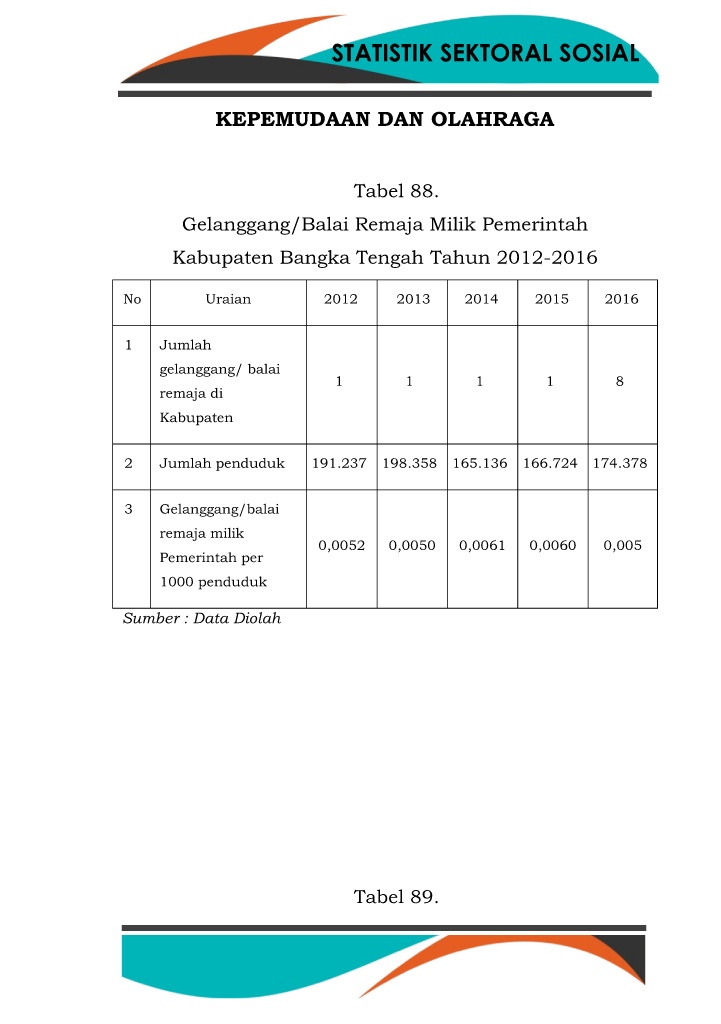 STATISTIK SEKTORAL SOSIAL
KEPEMUDAAN DAN OLAHRAGA
Tabel 88.
Gelanggang/Balai Remaja Milik Pemerintah
Kabupaten Bangka Tengah Tahun 2012-2016
No Uraian 2012 2013 2014 2015 2016
1 Jumlah
gelanggang/ balai
remaja di
Kabupaten
1 1 1 1 8
2 Jumlah penduduk 191.237 198.358 165.136 166.724 174.378
3 Gelanggang/balai
remaja milik
Pemerintah per
1000 penduduk
0,0052 0,0050 0,0061 0,0060 0,005
Sumber : Data Diolah
Tabel 89.